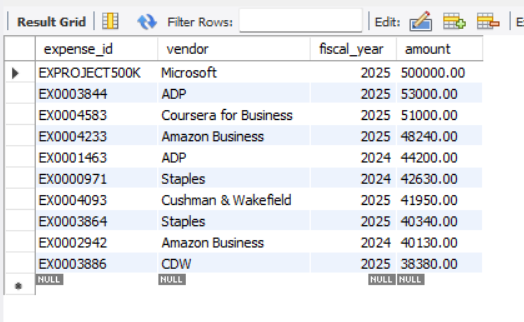 Result Grid Filter Rows: Edit: E
expense_id vendor fiscal_year amount
EXPROJECT500K Microsoft 2025 500000.00
EX0003844 ADP 2025 53000.00
EX0004583 Coursera for Business 2025 51000.00
EX0004233 Amazon Business 2025 48240.00
EX0001463 ADP 2024 44200.00
EX0000971 Staples 2024 42630.00
EX0004093 Cushman & Wakefield 2025 41950.00
EX0003864 Staples 2025 40340.00
EX0002942 Amazon Business 2024 40130.00
EX0003886 CDW 2025 38380.00
NULL NULL NULL NULL